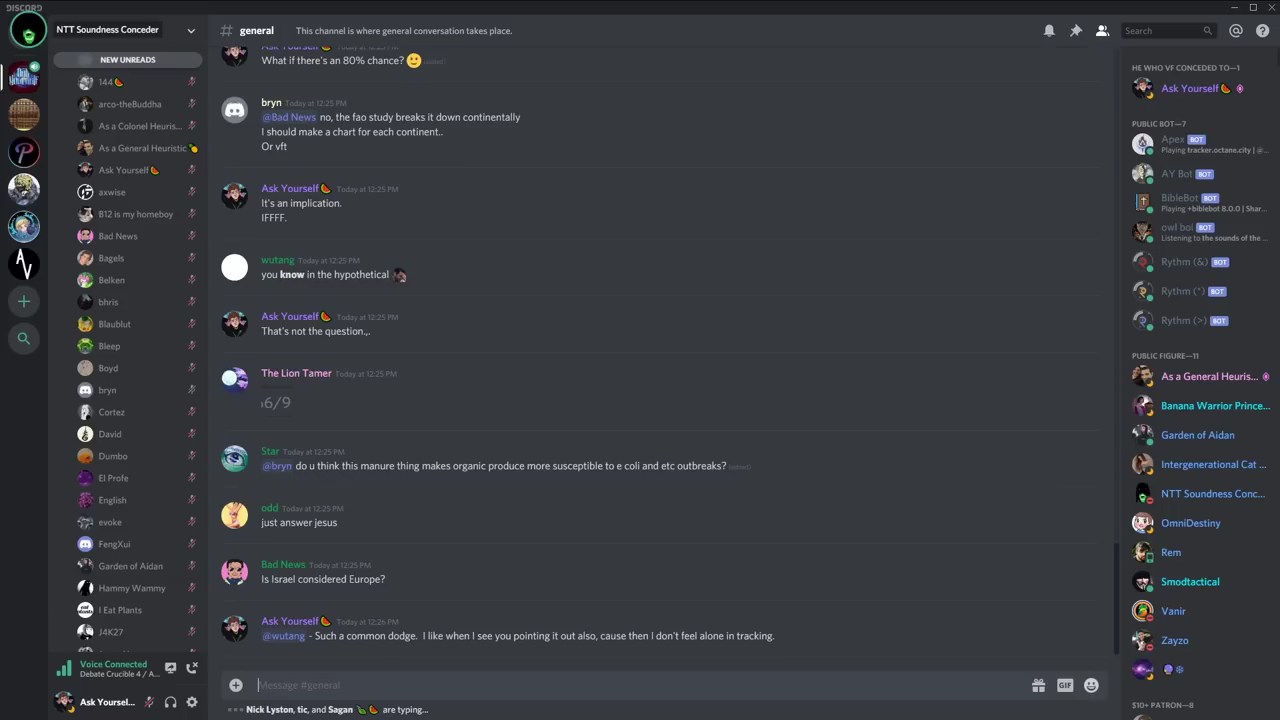 DISCORD
NTT Soundness Conceder
NEW UNREADS
144
arco-theBuddha
As a Colonel Heuris...
As a General Heuristic
Ask Yourself
axwise
B12 is my homeboy
Bad News
Bagels
Belken
bhris
Blaublut
Bleep
Boyd
bryn
Cortez
David
Dumbo
El Profe
English
evoke
FengXui
Garden of Aidan
Hammy Wammy
I Eat Plants
J4K27
Voice Connected
Debate Crucible 4 / A...
Ask Yoursel...
# general
This channel is where general conversation takes place.
Search
What if there's an 80% chance? (edited)
bryn Today at 12:25 PM
@Bad News no, the fao study breaks it down continentally
I should make a chart for each continent..
Or vft
Ask Yourself Today at 12:25 PM
It's an implication.
IFFFF.
wutang Today at 12:25 PM
you know in the hypothetical
Ask Yourself Today at 12:25 PM
That's not the question.,.
The Lion Tamer Today at 12:25 PM
6/9
Star Today at 12:25 PM
@bryn do u think this manure thing makes organic produce more susceptible to e coli and etc outbreaks? (edited)
odd Today at 12:25 PM
just answer jesus
Bad News Today at 12:25 PM
Is Israel considered Europe?
Ask Yourself Today at 12:26 PM
@wutang - Such a common dodge. I like when I see you pointing it out also, cause then I don't feel alone in tracking.
Message #general
GIF
Nick Lyston, tic, and Sagan are typing...
HE WHO VF CONCEDED TO—1
Ask Yourself
PUBLIC BOT—7
Apex BOT
Playing tracker.octane.city | @...
AY Bot BOT
BibleBot BOT
Playing +biblebot 8.0.0 | Shar...
owl boi BOT
Listening to the sounds of the ...
Rythm (&) BOT
Rythm (*) BOT
Rythm (>) BOT
PUBLIC FIGURE—11
As a General Heuris...
Banana Warrior Prince...
Garden of Aidan
Intergenerational Cat ...
NTT Soundness Conc...
OmniDestiny
Rem
Smodtactical
Vanir
Zayzo
$10+ PATRON—8